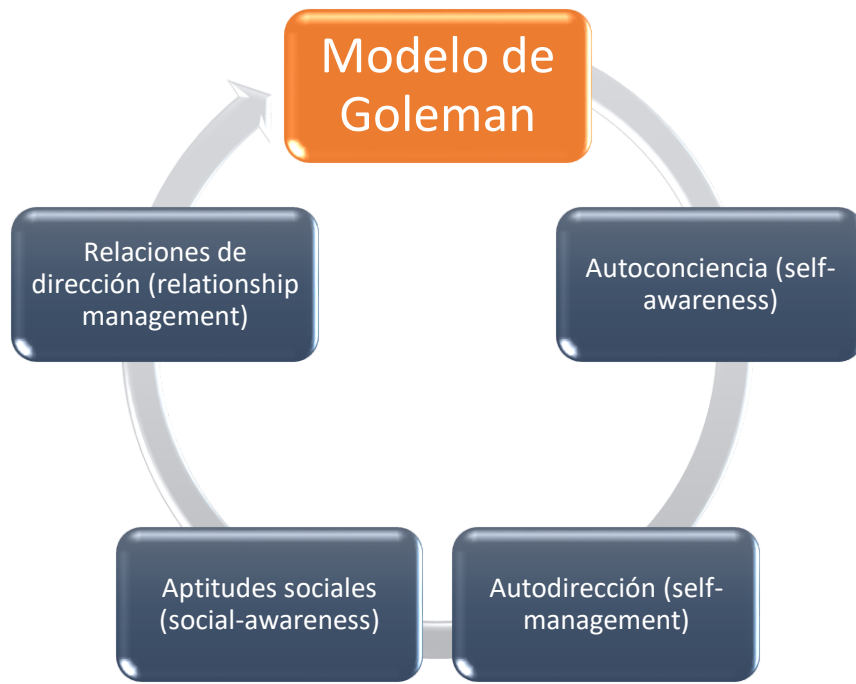 Modelo de
Goleman
Autoconciencia (self-
awareness)
Autodirección (self-
management)
Aptitudes sociales
(social-awareness)
Relaciones de
dirección (relationship
management)